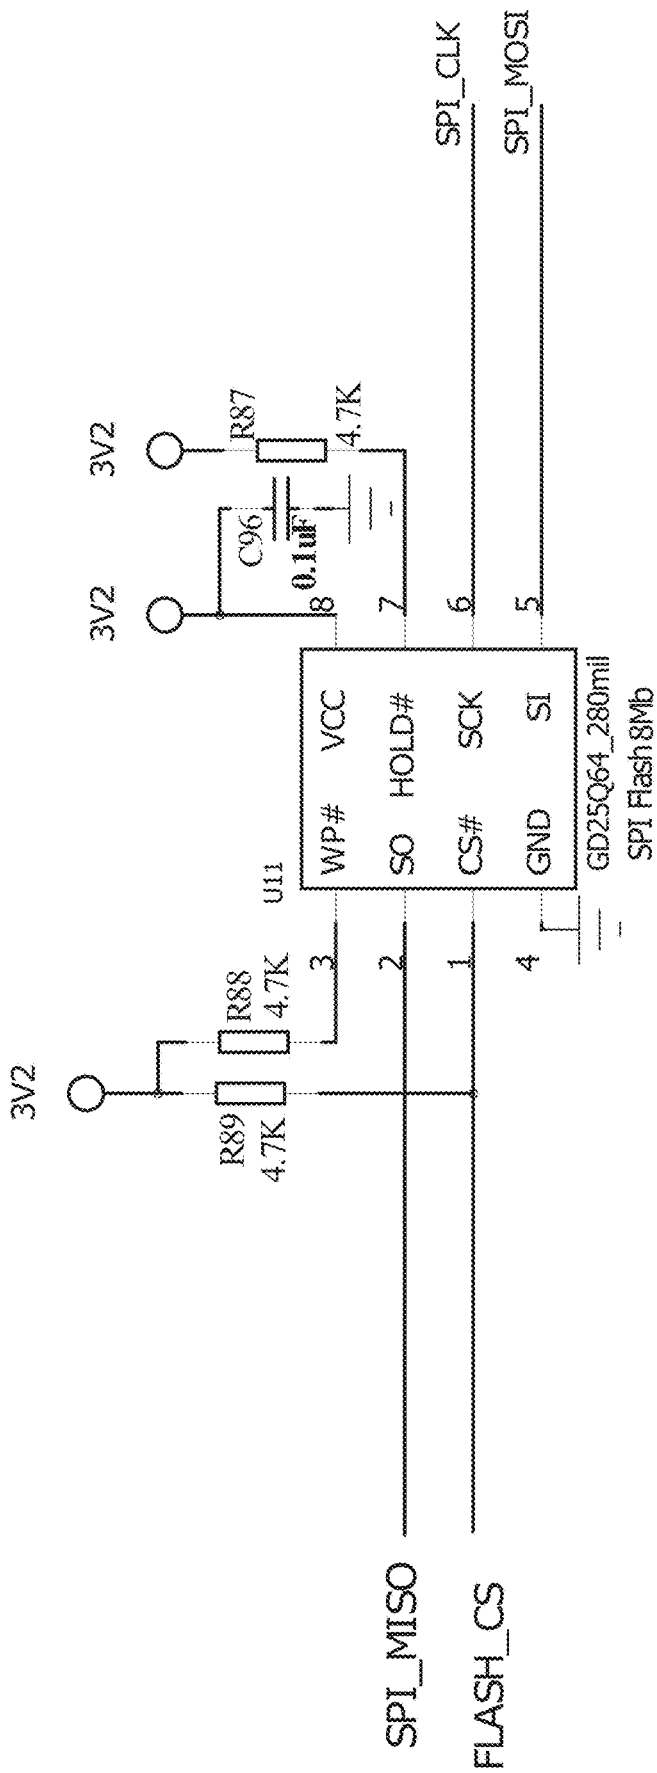 3V2
R89
4.7K
R88
4.7K
3V2
3V2
C96
0.1uF
R87
4.7K
U11
3
WP#
VCC
8
2
SO
HOLD#
7
1
CS#
SCK
6
4
GND
SI
5
GD25Q64_280mil
SPI Flash 8Mb
SPI_MISO
FLASH_CS
SPI_CLK
SPI_MOSI